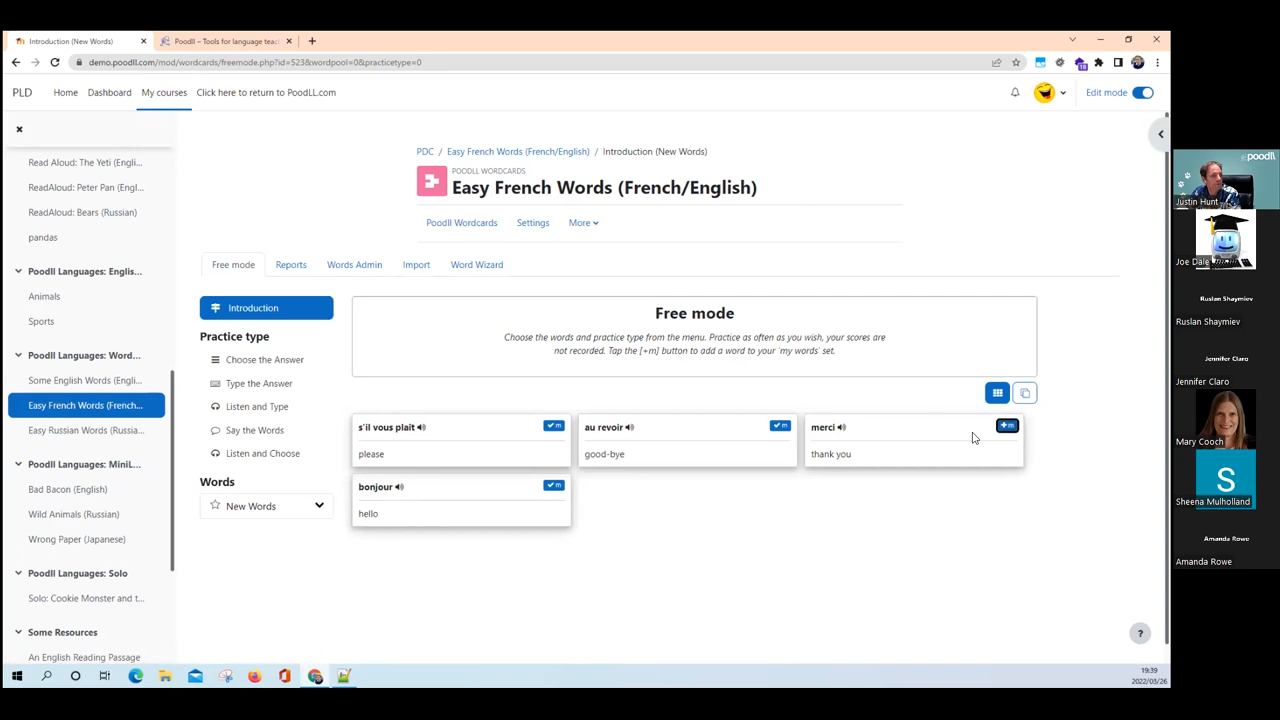 Introduction (New Words)
Poodll – Tools for language teac
demo.poodll.com/mod/wordcards/freemode.php?id=523&wordpool=0&practicetype=0
18
PLD
Home
Dashboard
My courses
Click here to return to PoodLL.com
Edit mode
Read Aloud: The Yeti (Engli...
ReadAloud: Peter Pan (Engl...
ReadAloud: Bears (Russian)
pandas
Poodll Languages: Englis...
Animals
Sports
Poodll Languages: Word...
Some English Words (Engli...
Easy French Words (French...
Easy Russian Words (Russia...
Poodll Languages: MiniL...
Bad Bacon (English)
Wild Animals (Russian)
Wrong Paper (Japanese)
Poodll Languages: Solo
Solo: Cookie Monster and t...
Some Resources
An English Reading Passage
PDC / Easy French Words (French/English) / Introduction (New Words)
POODLL WORDCARDS
Easy French Words (French/English)
Poodll Wordcards
Settings
More
Free mode
Reports
Words Admin
Import
Word Wizard
Introduction
Practice type
Choose the Answer
Type the Answer
Listen and Type
Say the Words
Listen and Choose
Words
New Words
Free mode
Choose the words and practice type from the menu. Practice as often as you wish, your scores are
not recorded. Tap the [+m] button to add a word to your 'my words' set.
s'il vous plaît
m
please
au revoir
m
good-bye
merci
+m
thank you
bonjour
m
hello
?
19:39
2022/03/26
poodll
Justin Hunt
Joe Dale
Ruslan Shaymiev
Ruslan Shaymiev
Jennifer Claro
Jennifer Claro
Mary Cooch
S
Sheena Mulholland
Amanda Rowe
Amanda Rowe